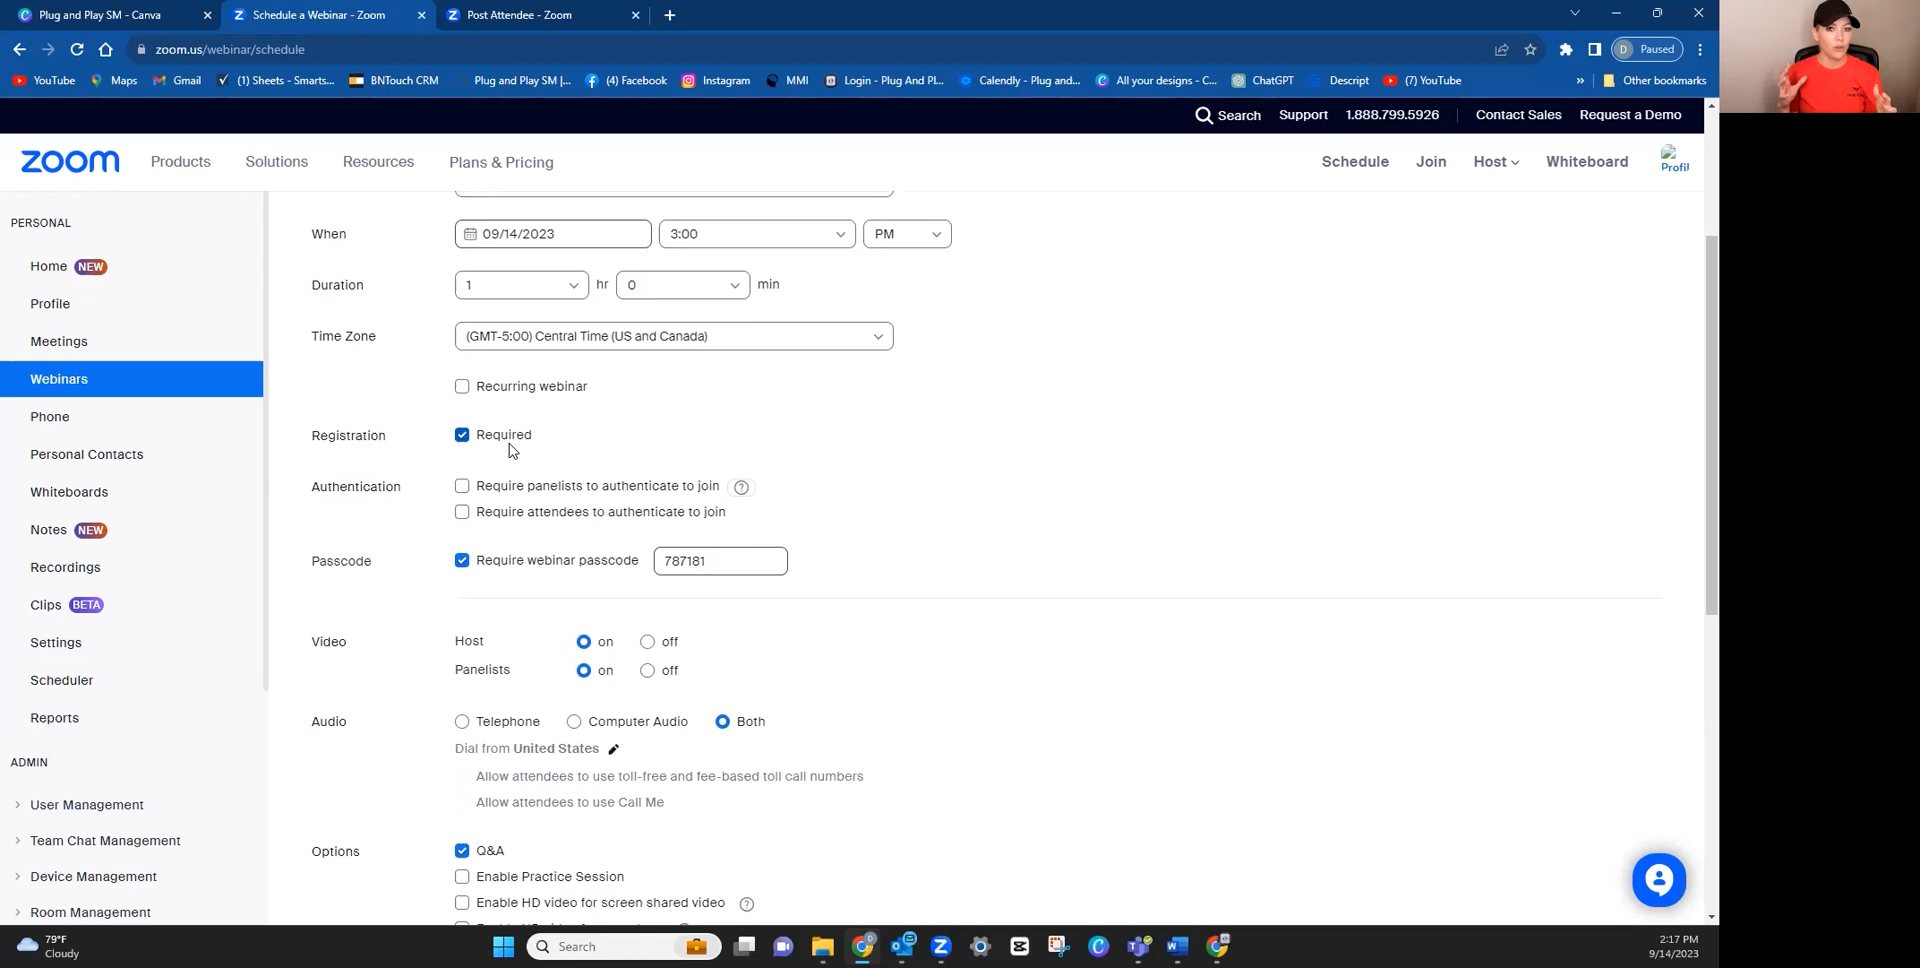 Plug and Play SM - Canva
Schedule a Webinar - Zoom
Post Attendee - Zoom
zoom.us/webinar/schedule
D Paused
YouTube
Maps
Gmail
(1) Sheets - Smarts...
BNTouch CRM
Plug and Play SM |...
(4) Facebook
Instagram
MMI
Login - Plug And Pl...
Calendly - Plug and...
All your designs - C...
ChatGPT
Descript
(7) YouTube
Other bookmarks
Search Support 1.888.799.5926 Contact Sales Request a Demo
zoom Products Solutions Resources Plans & Pricing Schedule Join Host Whiteboard Profil
PERSONAL
Home NEW
Profile
Meetings
Webinars
Phone
Personal Contacts
Whiteboards
Notes NEW
Recordings
Clips BETA
Settings
Scheduler
Reports
ADMIN
User Management
Team Chat Management
Device Management
Room Management
When 09/14/2023 3:00 PM
Duration 1 hr 0 min
Time Zone (GMT-5:00) Central Time (US and Canada)
Recurring webinar
Registration Required
Authentication Require panelists to authenticate to join ?
Require attendees to authenticate to join
Passcode Require webinar passcode 787181
Video Host on off
Panelists on off
Audio Telephone Computer Audio Both
Dial from United States
Allow attendees to use toll-free and fee-based toll call numbers
Allow attendees to use Call Me
Options Q&A
Enable Practice Session
Enable HD video for screen shared video ?
79°F
Cloudy
Search
2:17 PM
9/14/2023